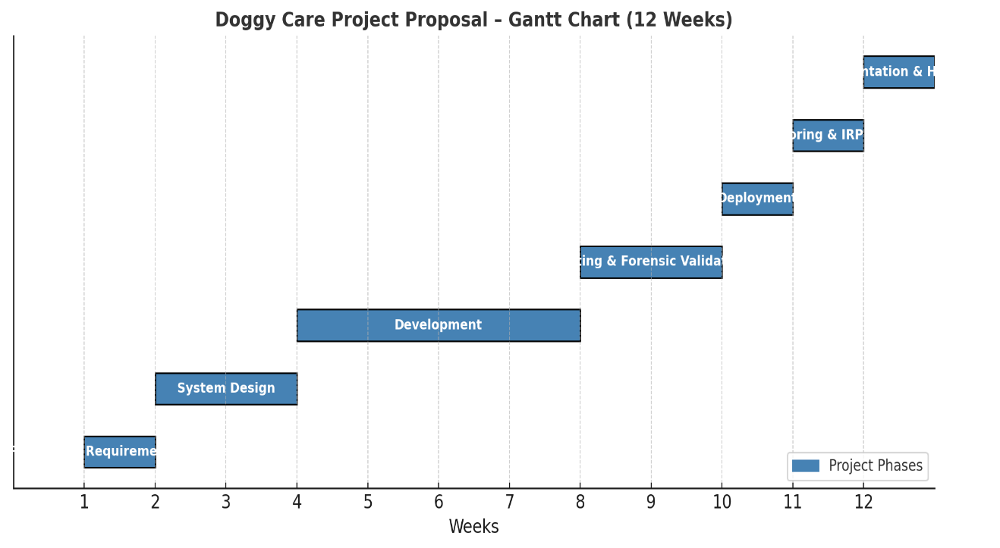 Doggy Care Project Proposal – Gantt Chart (12 Weeks)
ntation & H
oring & IRP
Deployment
ting & Forensic Validat
Development
System Design
Requireme
Project Phases
1 2 3 4 5 6 7 8 9 10 11 12
Weeks